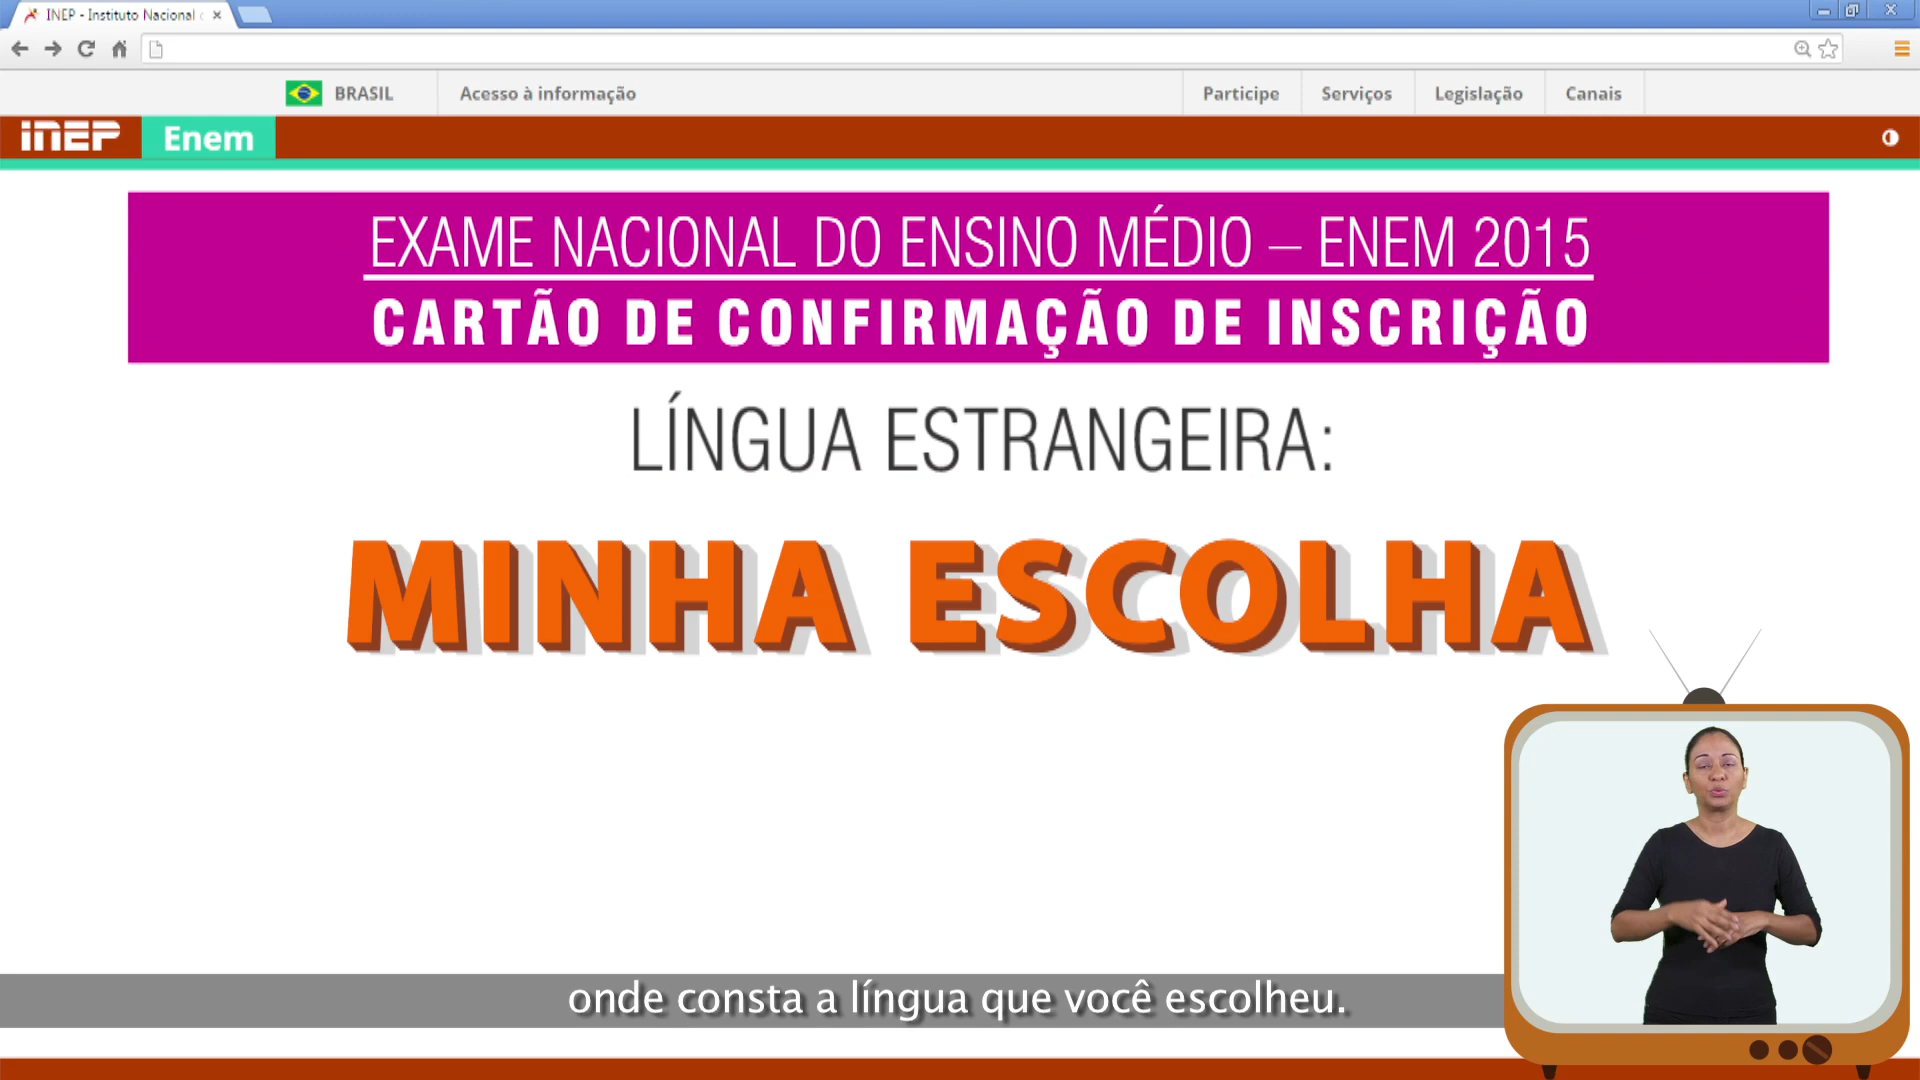 INEP - Instituto Nacional
BRASIL
Acesso à informação
Participe
Serviços
Legislação
Canais
INEP
Enem
EXAME NACIONAL DO ENSINO MÉDIO – ENEM 2015
CARTÃO DE CONFIRMAÇÃO DE INSCRIÇÃO
LÍNGUA ESTRANGEIRA:
MINHA ESCOLHA
onde consta a língua que você escolheu.